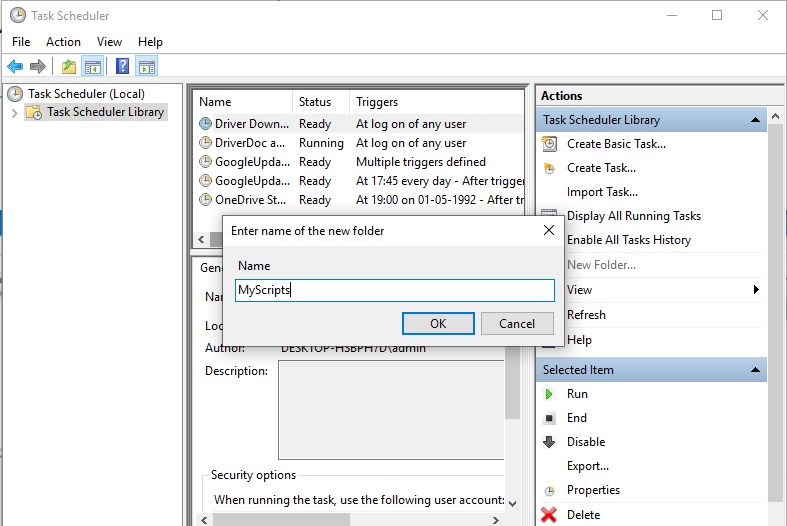 Task Scheduler
File Action View Help
Task Scheduler (Local)
Task Scheduler Library
Name Status Triggers
Driver Down... Ready At log on of any user
DriverDoc a... Running At log on of any user
GoogleUpda... Ready Multiple triggers defined
GoogleUpda... Ready At 17:45 every day - After trigger
OneDrive St... Ready At 19:00 on 01-05-1992 - After t
Enter name of the new folder
Name
MyScripts
OK Cancel
Gen
Na
Loc
Author: DESKTOP-HSBPH7D\admin
Description:
Security options
When running the task, use the following user account:
Actions
Task Scheduler Library
Create Basic Task...
Create Task...
Import Task...
Display All Running Tasks
Enable All Tasks History
New Folder...
View
Refresh
Help
Selected Item
Run
End
Disable
Export...
Properties
Delete